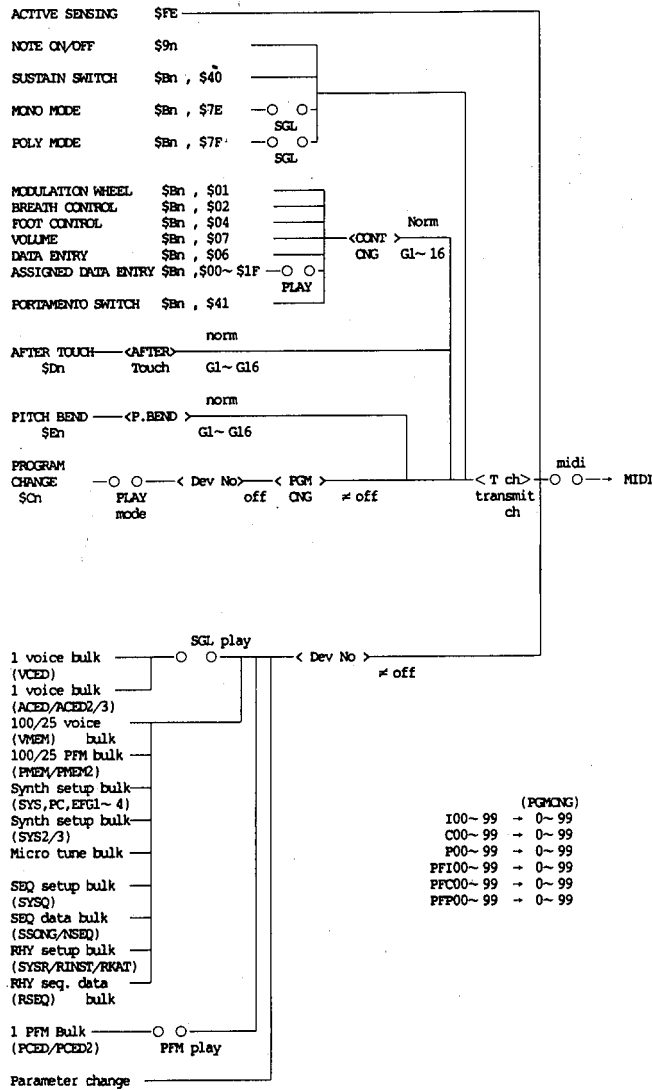 ACTIVE SENSING $FE
NOTE ON/OFF $9n
SUSTAIN SWITCH $Bn , $40
MONO MODE $Bn , $7E
SGL
POLY MODE $Bn , $7F
SGL
MODULATION WHEEL $Bn , $01
BREATH CONTROL $Bn , $02
FOOT CONTROL $Bn , $04
VOLUME $Bn , $07
DATA ENTRY $Bn , $06
ASSIGNED DATA ENTRY $Bn ,$00~ $1F
PLAY
PORTAMENTO SWITCH $Bn , $41
Norm
<CONT >
CNG G1~ 16
norm
AFTER TOUCH <AFTER>
$Dn Touch G1~ G16
norm
PITCH BEND <P.BEND >
$En G1~ G16
PROGRAM
CHANGE < Dev No> < PGM > < T ch> midi → MIDI
$Cn PLAY off CNG ≠ off transmit
mode ch
SGL play
1 voice bulk < Dev No >
(VCED) ≠ off
1 voice bulk
(ACED/ACED2/3)
100/25 voice
(VMEM) bulk
100/25 PFM bulk
(PMEM/PMEM2)
Synth setup bulk
(SYS,PC,EFG1~ 4)
Synth setup bulk
(SYS2/3)
Micro tune bulk
SEQ setup bulk
(SYSQ)
SEQ data bulk
(SSONG/NSEQ)
RHY setup bulk
(SYSR/RINST/RKAT)
RHY seq. data
(RSEQ) bulk
1 PFM Bulk
(PCED/PCED2) PFM play
Parameter change
(PGMCNG)
I00~ 99 → 0~ 99
C00~ 99 → 0~ 99
P00~ 99 → 0~ 99
PFI00~ 99 → 0~ 99
PFC00~ 99 → 0~ 99
PFP00~ 99 → 0~ 99